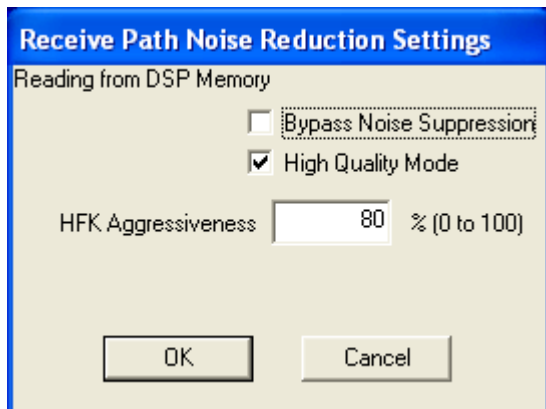 Receive Path Noise Reduction Settings
Reading from DSP Memory
Bypass Noise Suppression
High Quality Mode
HFK Aggressiveness 80 % (0 to 100)
OK Cancel